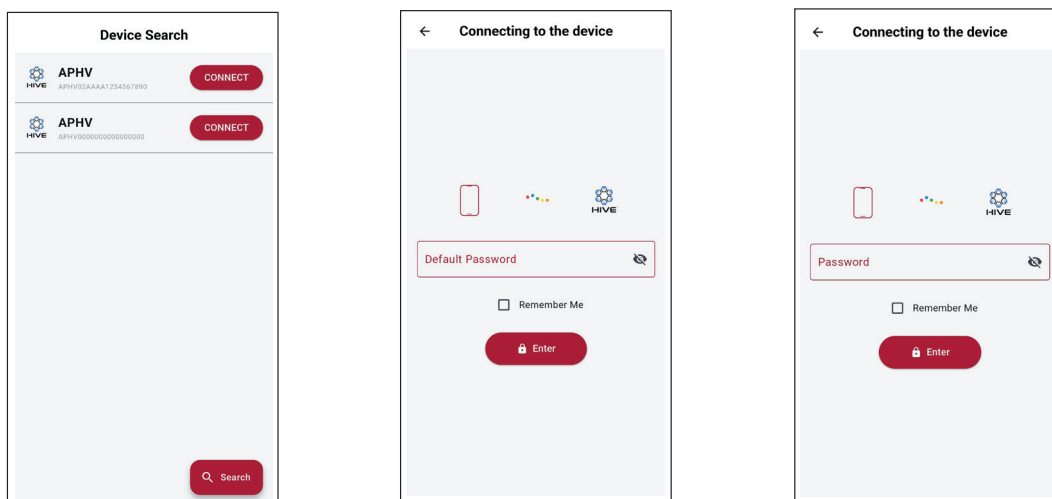 Device Search
HIVE
APHV
APHV02AAAA1234567890
CONNECT
HIVE
APHV
APHV0000000000000000
CONNECT
Search
Connecting to the device
HIVE
Default Password
Remember Me
Enter
Connecting to the device
HIVE
Password
Remember Me
Enter